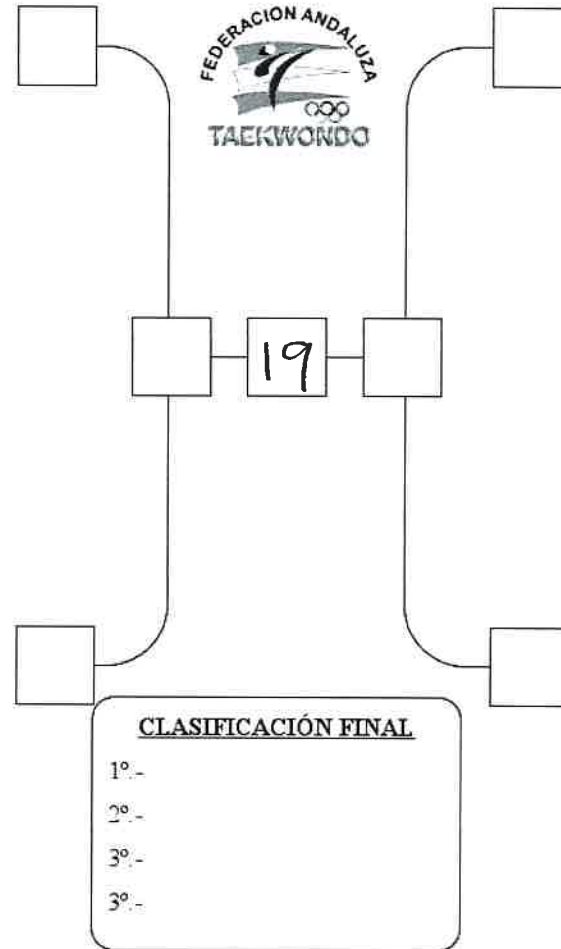 FEDERACION ANDALUZA
TAEKWONDO
19
CLASIFICACIÓN FINAL
1º.-
2º.-
3º.-
3º.-